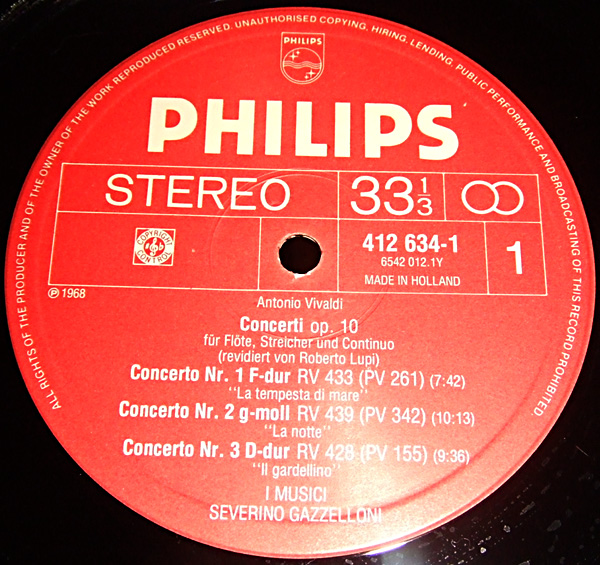 ALL RIGHTS OF THE PRODUCER AND OF THE OWNER OF THE WORK REPRODUCED RESERVED. UNAUTHORISED COPYING, HIRING, LENDING, PUBLIC PERFORMANCE AND BROADCASTING OF THIS RECORD PROHIBITED.
PHILIPS
PHILIPS
STEREO 33 1/3
COPYRIGHT CONTROL
412 634-1
6542 012.1Y
MADE IN HOLLAND
1
℗ 1968
Antonio Vivaldi
Concerti op. 10
für Flöte, Streicher und Continuo
(revidiert von Roberto Lupi)
Concerto Nr. 1 F-dur RV 433 (PV 261) (7:42)
"La tempesta di mare"
Concerto Nr. 2 g-moll RV 439 (PV 342) (10:13)
"La notte"
Concerto Nr. 3 D-dur RV 428 (PV 155) (9:36)
"Il gardellino"
I MUSICI
SEVERINO GAZZELLONI